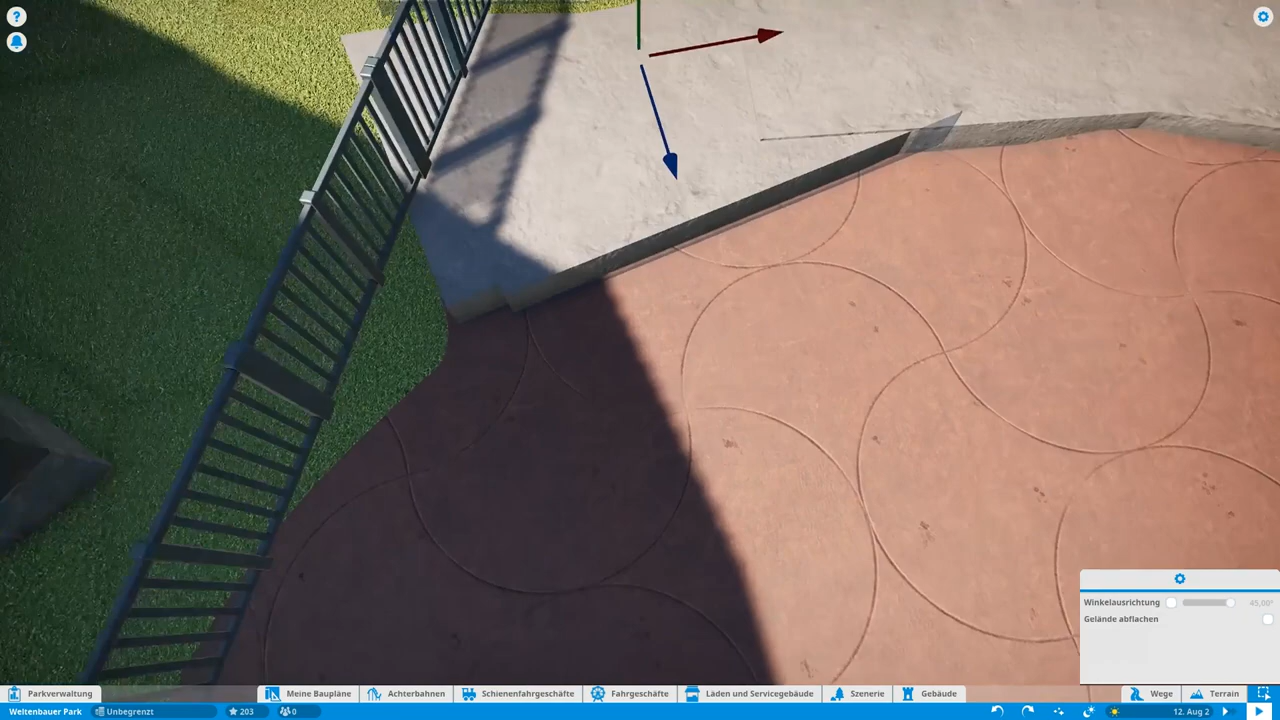 ?
Winkelausrichtung 45,00°
Gelände abflachen
Parkverwaltung Meine Baupläne Achterbahnen Schienenfahrgeschäfte Fahrgeschäfte Läden und Servicegebäude Szenerie Gebäude Wege Terrain
Weltenbauer Park Unbegrenzt 203 0 12. Aug 2